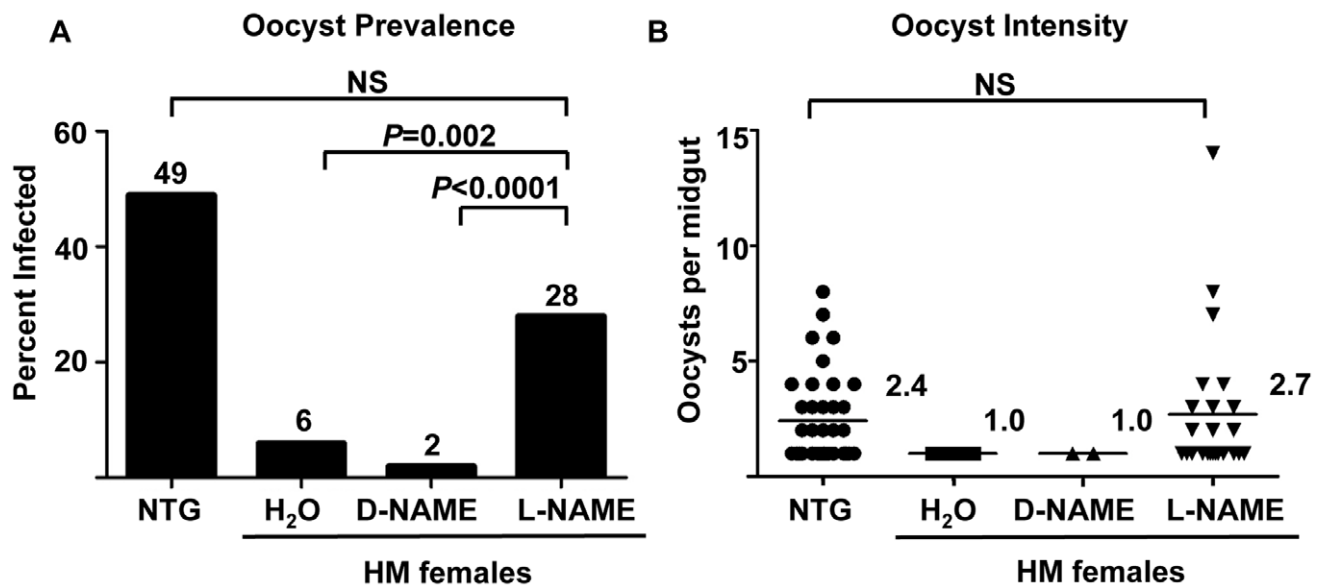 A
Oocyst Prevalence
NS
P=0.002
P<0.0001
Percent Infected
60
40
20
49
6
2
28
NTG
H₂O
D-NAME
L-NAME
HM females
B
Oocyst Intensity
NS
Oocysts per midgut
15
10
5
2.4
1.0
1.0
2.7
NTG
H₂O
D-NAME
L-NAME
HM females